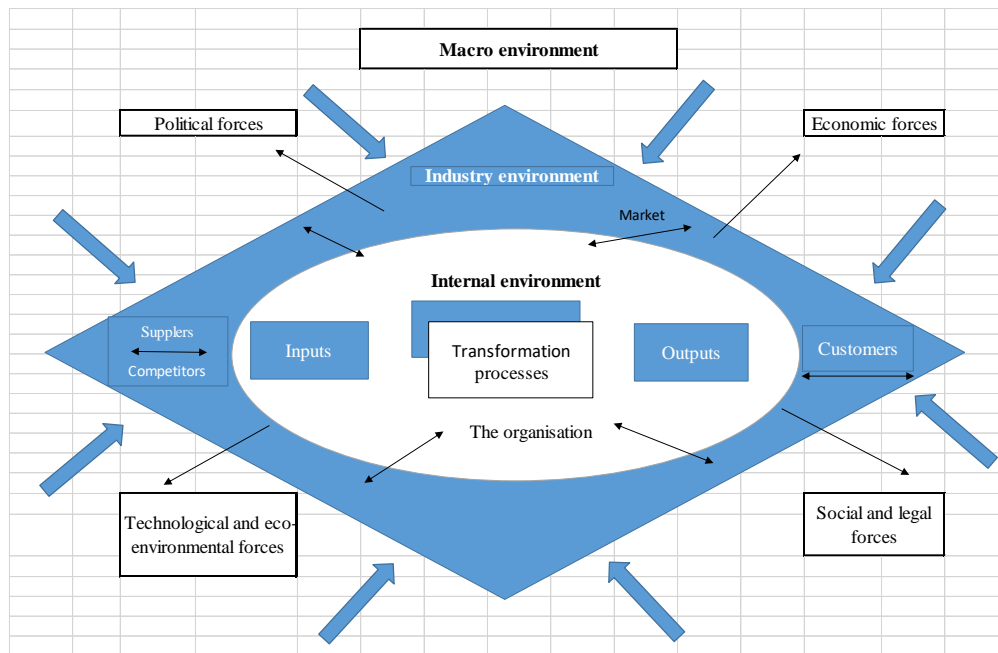 Macro environment
Political forces
Economic forces
Industry environment
Market
Internal environment
Supplers
Competitors
Inputs
Transformation
processes
Outputs
Customers
The organisation
Technological and eco-
environmental forces
Social and legal
forces